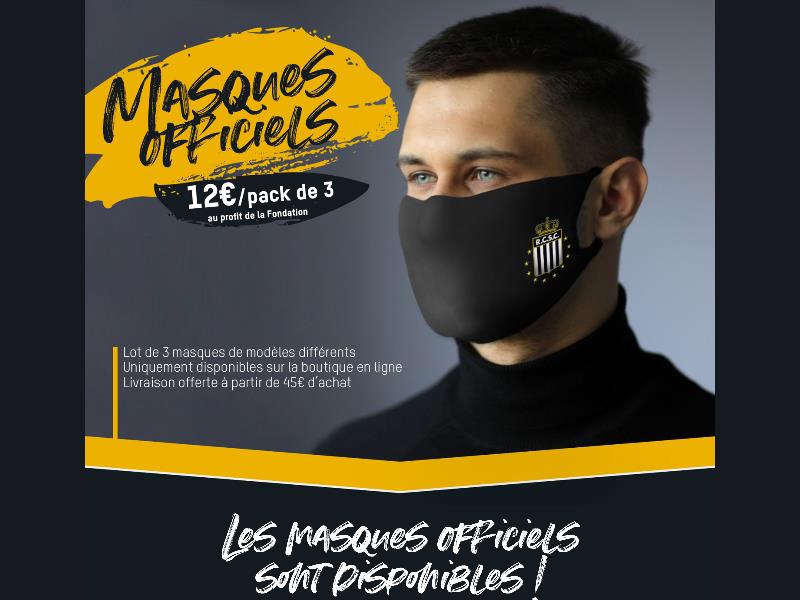 Masques
officiels
12€/pack de 3
au profit de la Fondation
R.C.S.C.
Lot de 3 masques de modèles différents
Uniquement disponibles sur la boutique en ligne
Livraison offerte à partir de 45€ d'achat
Les masques officiels
sont disponibles !